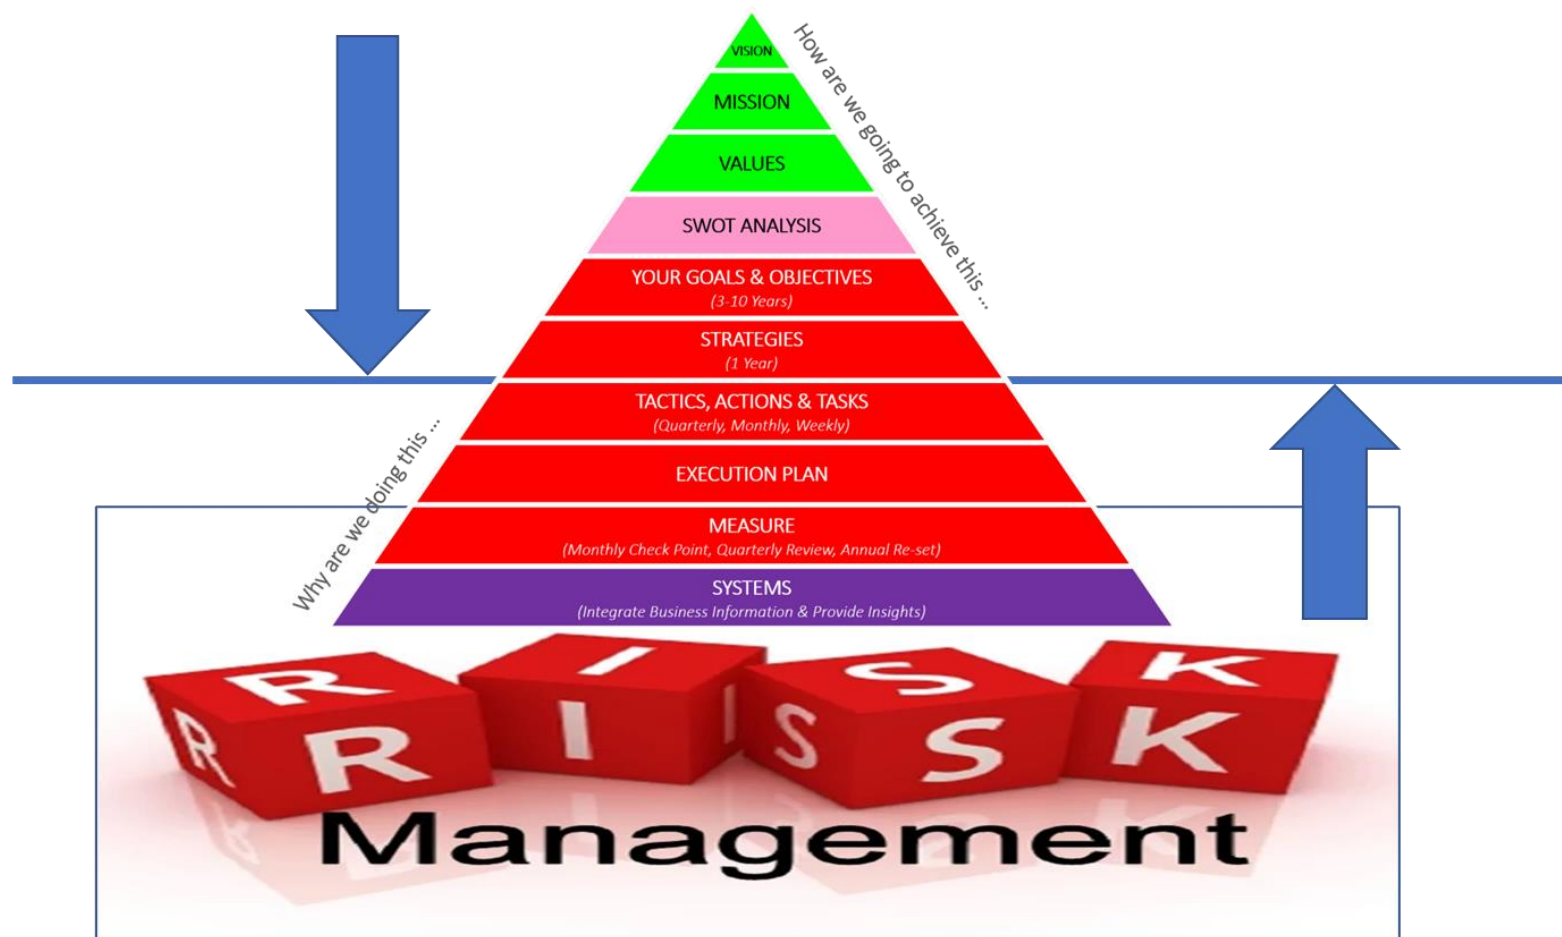 VISION
How are we going to achieve this ...
MISSION
VALUES
SWOT ANALYSIS
YOUR GOALS & OBJECTIVES
(3-10 Years)
STRATEGIES
(1 Year)
TACTICS, ACTIONS & TASKS
(Quarterly, Monthly, Weekly)
Why are we doing this ...
EXECUTION PLAN
MEASURE
(Monthly Check Point, Quarterly Review, Annual Re-set)
SYSTEMS
(Integrate Business Information & Provide Insights)
R I S K
R R I I S S K
Management